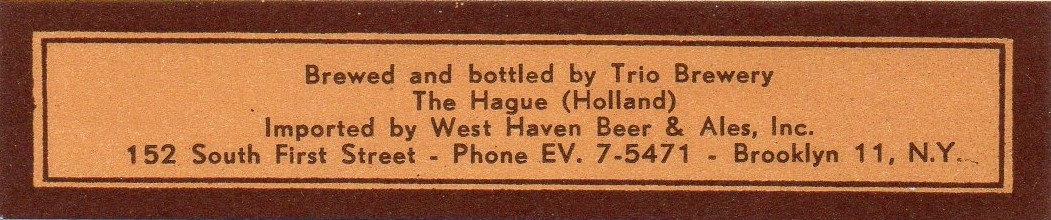 Brewed and bottled by Trio Brewery
The Hague (Holland)
Imported by West Haven Beer & Ales, Inc.
152 South First Street - Phone EV. 7-5471 - Brooklyn 11, N.Y.